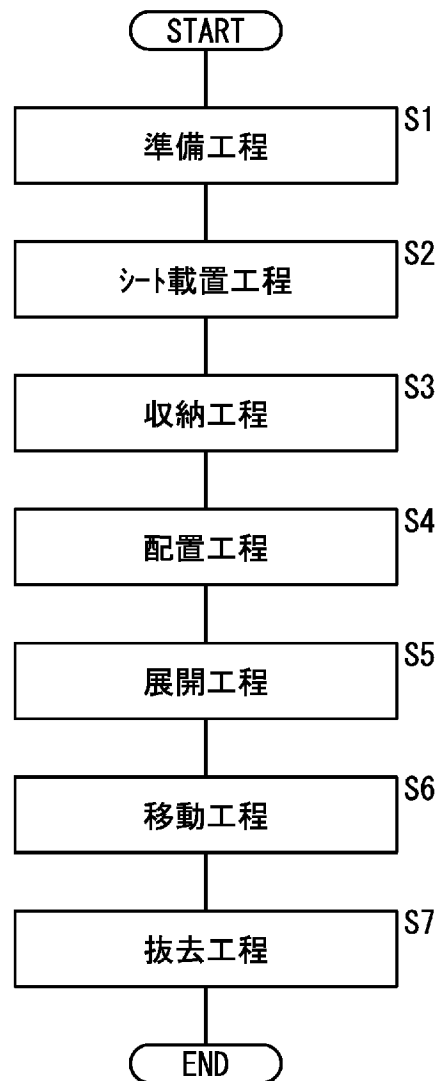 START
S1
準備工程
S2
シート載置工程
S3
収納工程
S4
配置工程
S5
展開工程
S6
移動工程
S7
抜去工程
END